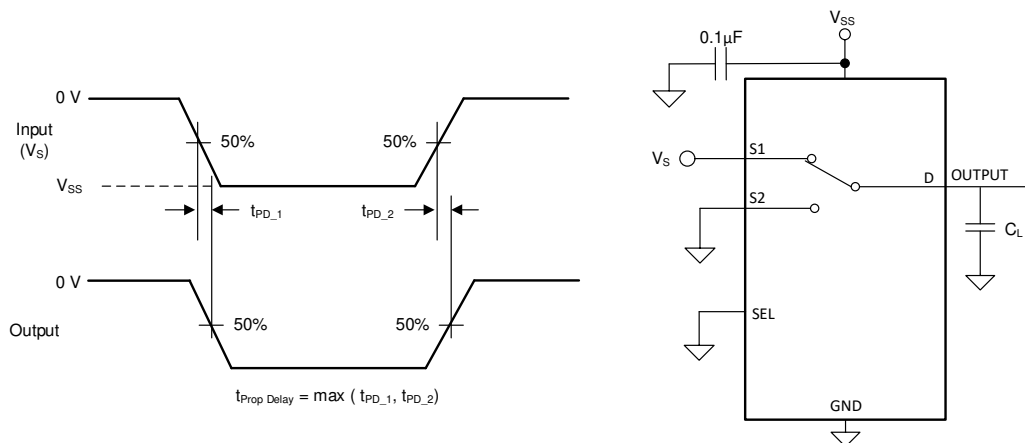 0 V
Input
(VS)
50%
50%
VSS
tPD_1
tPD_2
0 V
Output
50%
50%
tProp Delay = max ( tPD_1, tPD_2)
VSS
0.1μF
VS
S1
D
OUTPUT
S2
CL
SEL
GND